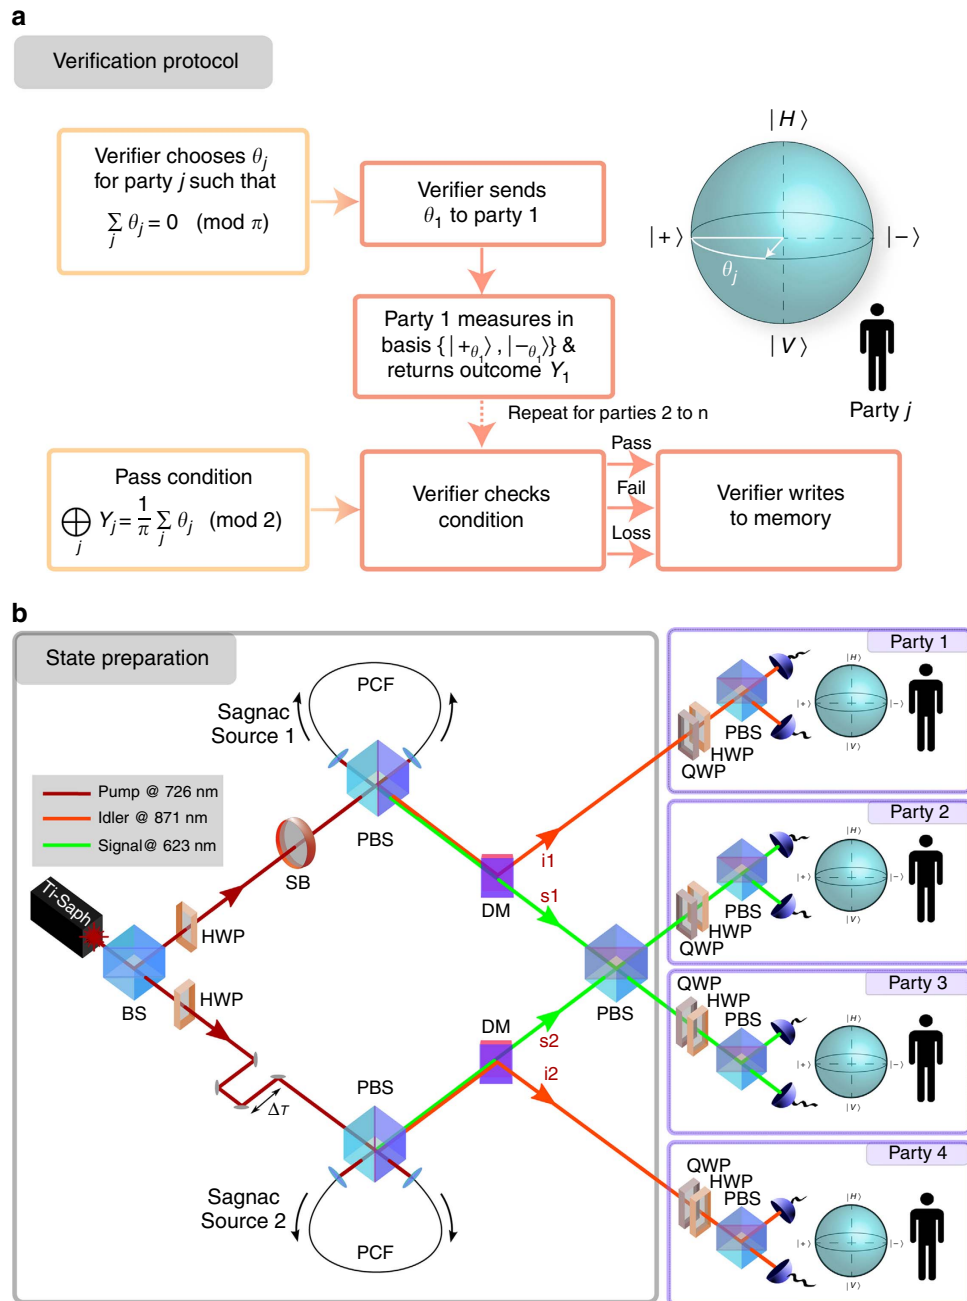 a
Verification protocol
Verifier chooses θj
for party j such that
∑j θj = 0 (mod π)
Verifier sends
θ1 to party 1
Party 1 measures in
basis {|+θ1⟩, |−θ1⟩} &
returns outcome Y1
Repeat for parties 2 to n
Pass condition
⨁j Yj = 1/π ∑j θj (mod 2)
Verifier checks
condition
Pass
Fail
Loss
Verifier writes
to memory
|H⟩
|+⟩
|−⟩
θj
|V⟩
Party j
b
State preparation
Pump @ 726 nm
Idler @ 871 nm
Signal@ 623 nm
Ti-Saph
BS
HWP
HWP
SB
Δτ
Sagnac
Source 1
PCF
PBS
DM
i1
s1
PBS
DM
s2
i2
PBS
Sagnac
Source 2
PCF
Party 1
QWP
HWP
PBS
|H⟩
|+⟩
|−⟩
|V⟩
Party 2
QWP
HWP
PBS
|H⟩
|+⟩
|−⟩
|V⟩
Party 3
QWP
HWP
PBS
|H⟩
|+⟩
|−⟩
|V⟩
Party 4
QWP
HWP
PBS
|H⟩
|+⟩
|−⟩
|V⟩